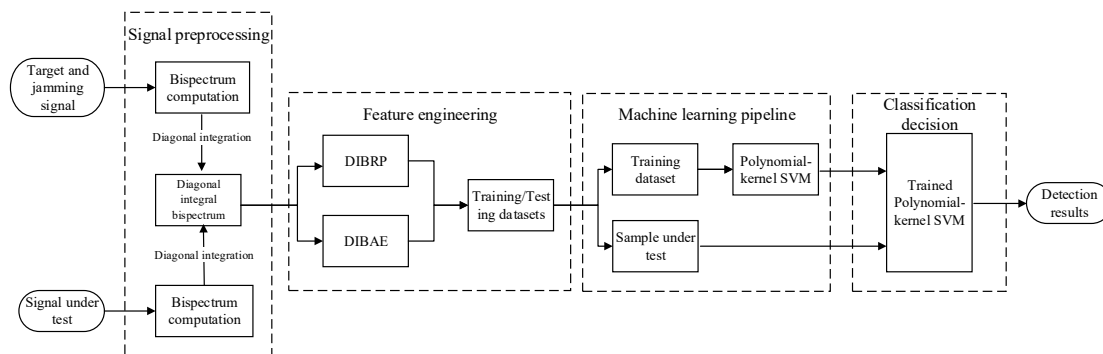 Signal preprocessing
Target and
jamming
signal
Bispectrum
computation
Diagonal integration
Diagonal
integral
bispectrum
Diagonal integration
Signal under
test
Bispectrum
computation
Feature engineering
DIBRP
DIBAE
Training/Test
ing datasets
Machine learning pipeline
Training
dataset
Polynomial-
kernel SVM
Sample under
test
Classification
decision
Trained
Polynomial-
kernel SVM
Detection
results